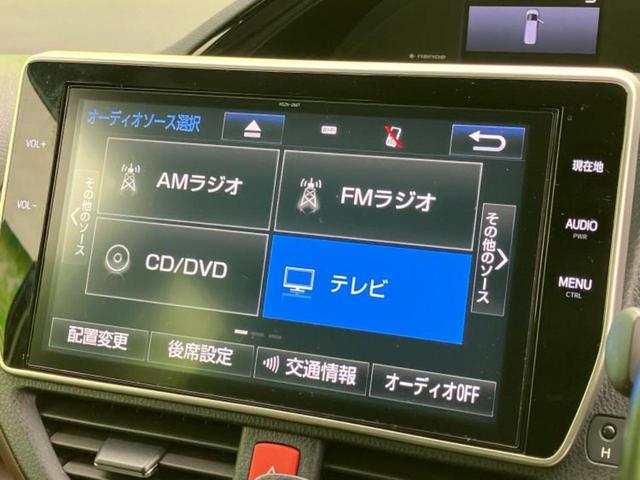 nanoe
NSZN-Z66T
オーディオソース選択
VOL+
VOL-
AMラジオ
FMラジオ
CD/DVD
テレビ
その他のソース
その他のソース
配置変更
後席設定
交通情報
オーディオOFF
現在地
AUDIO
PWR
MENU
CTRL
H